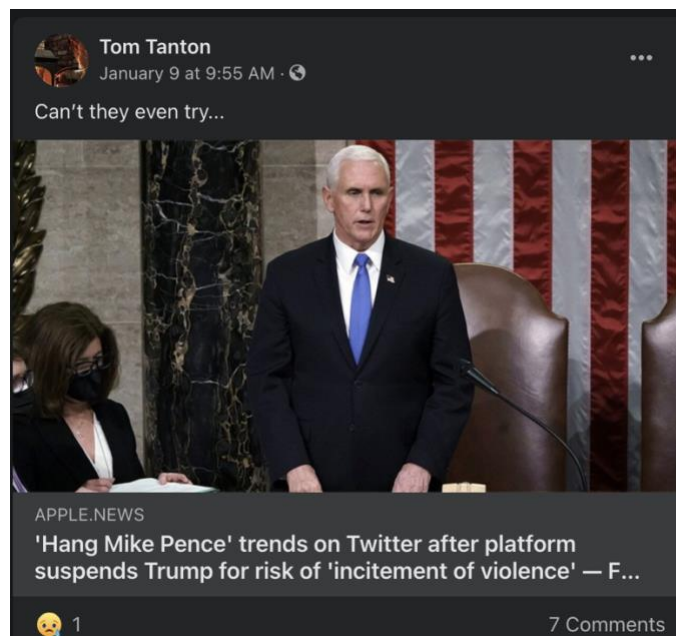 Tom Tanton
January 9 at 9:55 AM ·
Can’t they even try...
APPLE.NEWS
'Hang Mike Pence' trends on Twitter after platform
suspends Trump for risk of 'incitement of violence' — F...
1
7 Comments